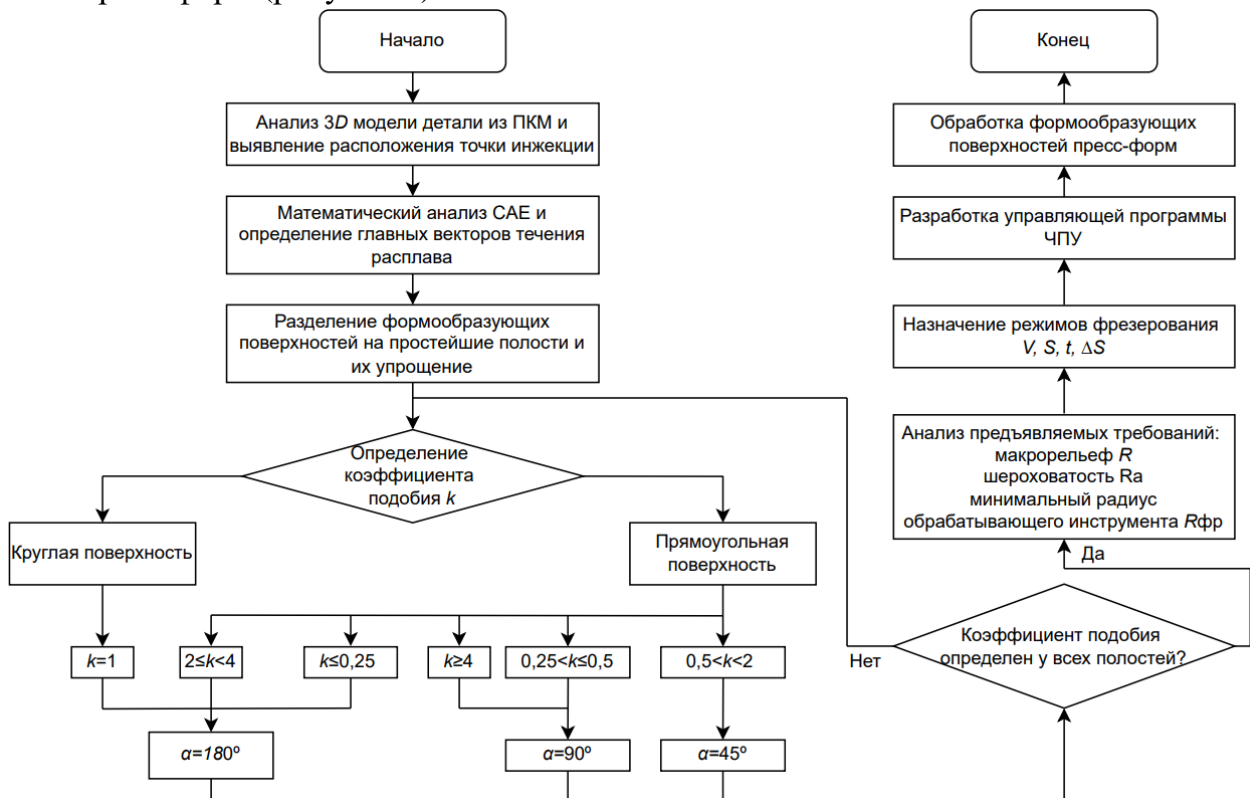 Начало
Анализ 3D модели детали из ПКМ и
выявление расположения точки инжекции
Математический анализ CAE и
определение главных векторов течения
расплава
Разделение формообразующих
поверхностей на простейшие полости и
их упрощение
Определение
коэффициента
подобия k
Круглая поверхность
Прямоугольная
поверхность
k=1
2≤k<4
k≤0,25
k≥4
0,25<k≤0,5
0,5<k<2
α=180º
α=90º
α=45º
Коэффициент подобия
определен у всех полостей?
Нет
Да
Анализ предъявляемых требований:
макрорельеф R
шероховатость Ra
минимальный радиус
обрабатывающего инструмента Rфр
Назначение режимов фрезерования
V, S, t, ΔS
Разработка управляющей программы
ЧПУ
Обработка формообразующих
поверхностей пресс-форм
Конец